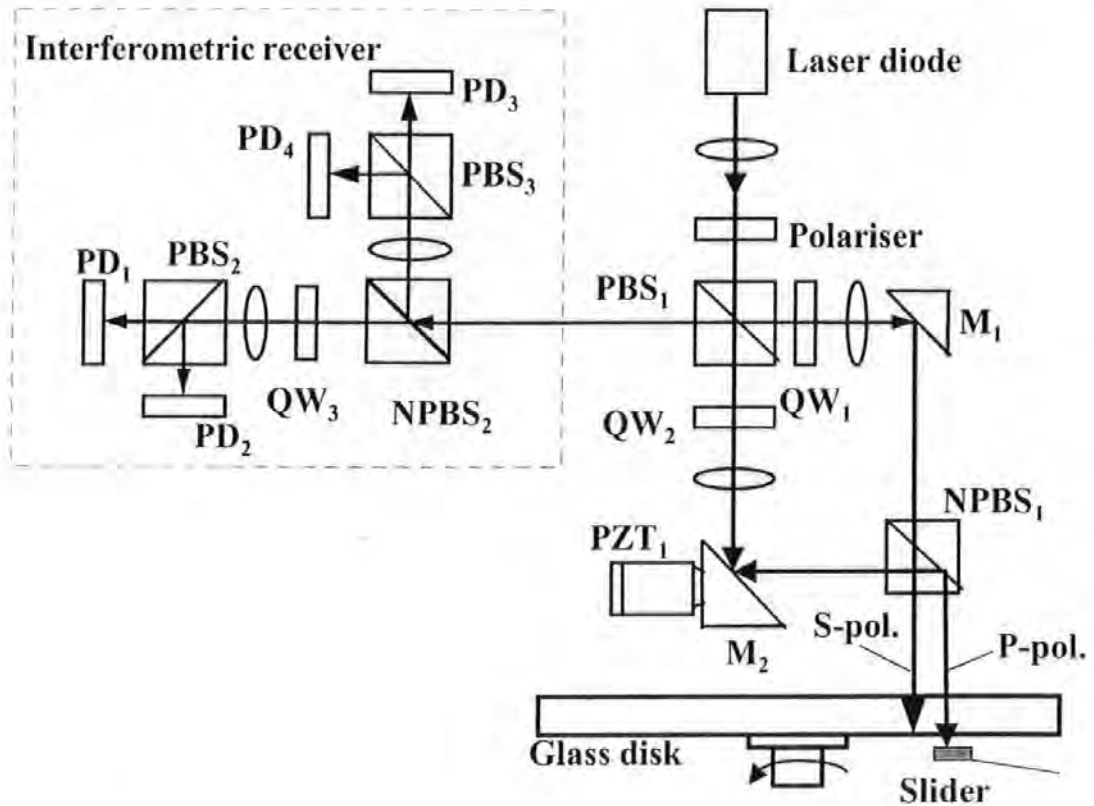 Interferometric receiver
Laser diode
PD₃
PD₄
PBS₃
Polariser
PD₁
PBS₂
PBS₁
M₁
QW₃
NPBS₂
QW₂
QW₁
PD₂
NPBS₁
PZT₁
S-pol.
P-pol.
M₂
Glass disk
Slider